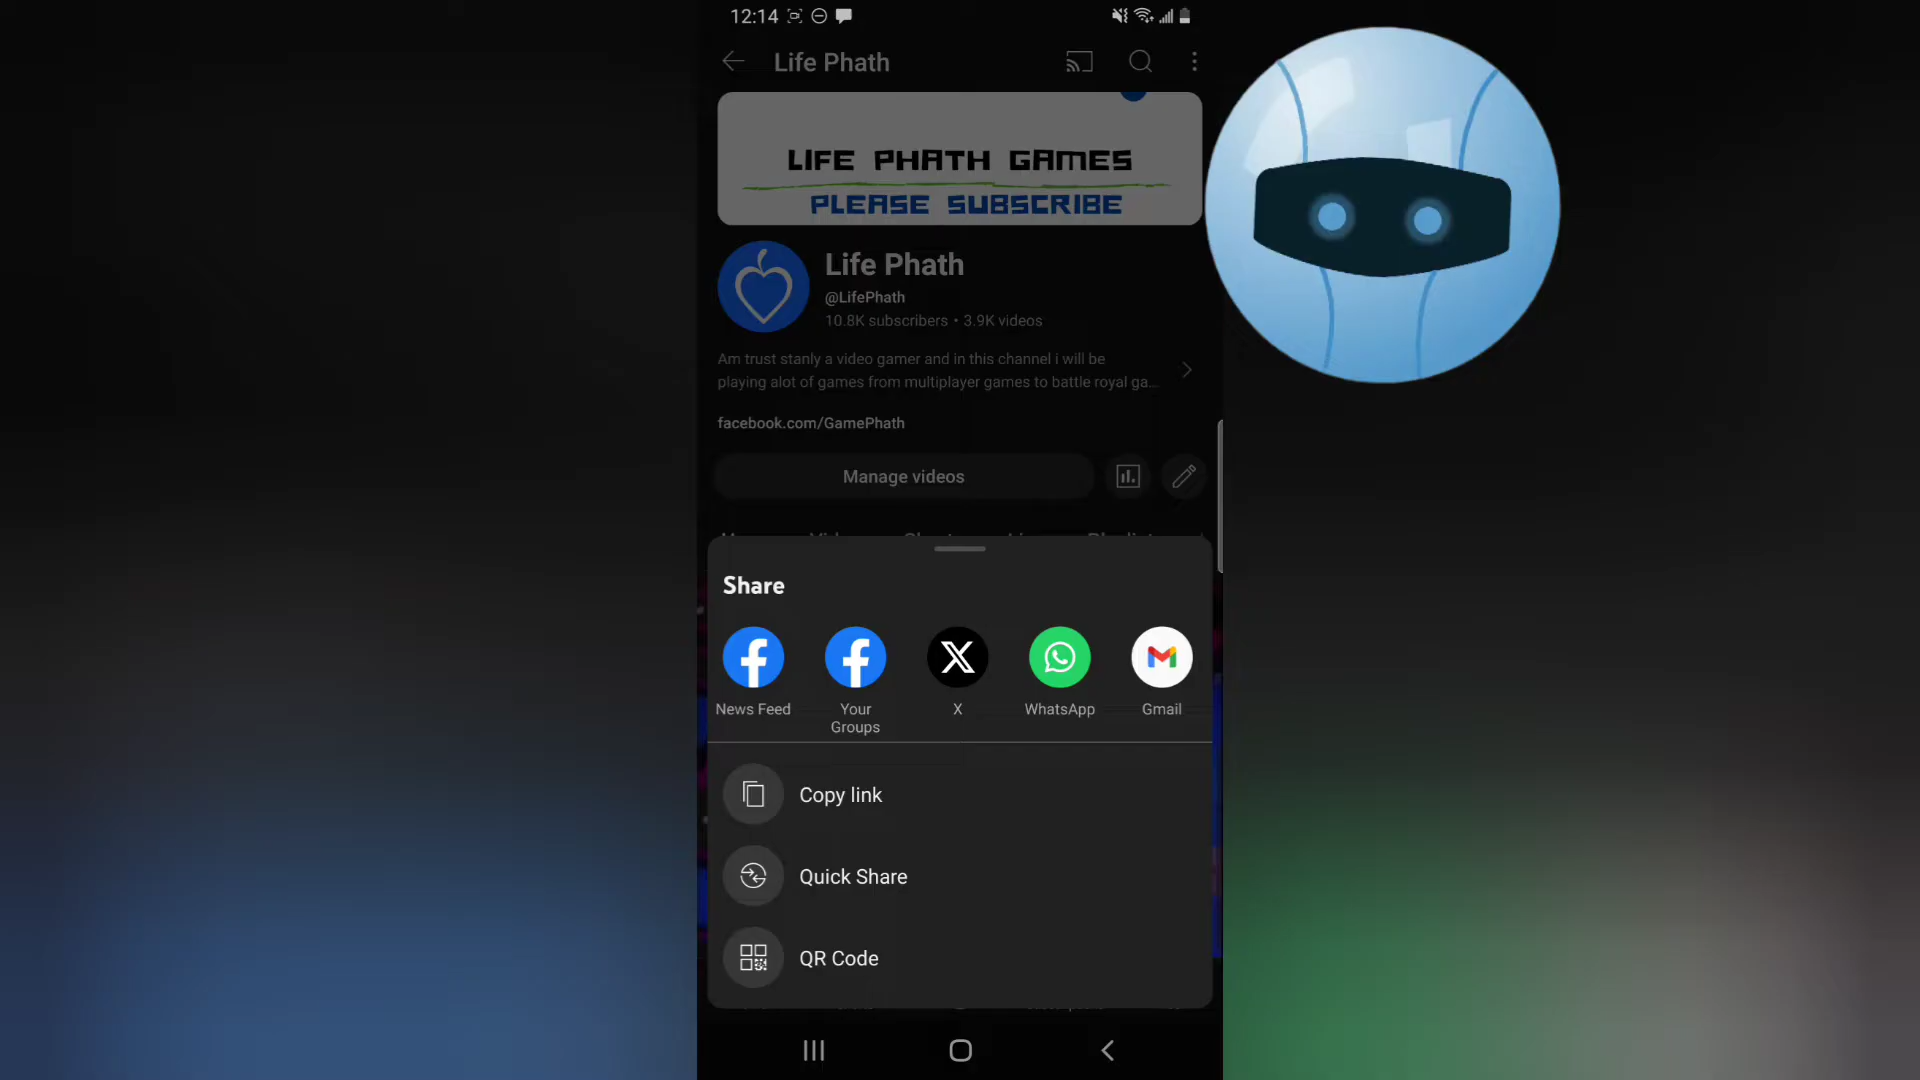 12:14
Life Phath
LIFE PHATH GAMES
PLEASE SUBSCRIBE
Life Phath
@LifePhath
10.8K subscribers • 3.9K videos
Am trust stanly a video gamer and in this channel i will be
playing alot of games from multiplayer games to battle royal ga...
facebook.com/GamePhath
Manage videos
Share
News Feed
Your Groups
X
WhatsApp
Gmail
Copy link
Quick Share
QR Code